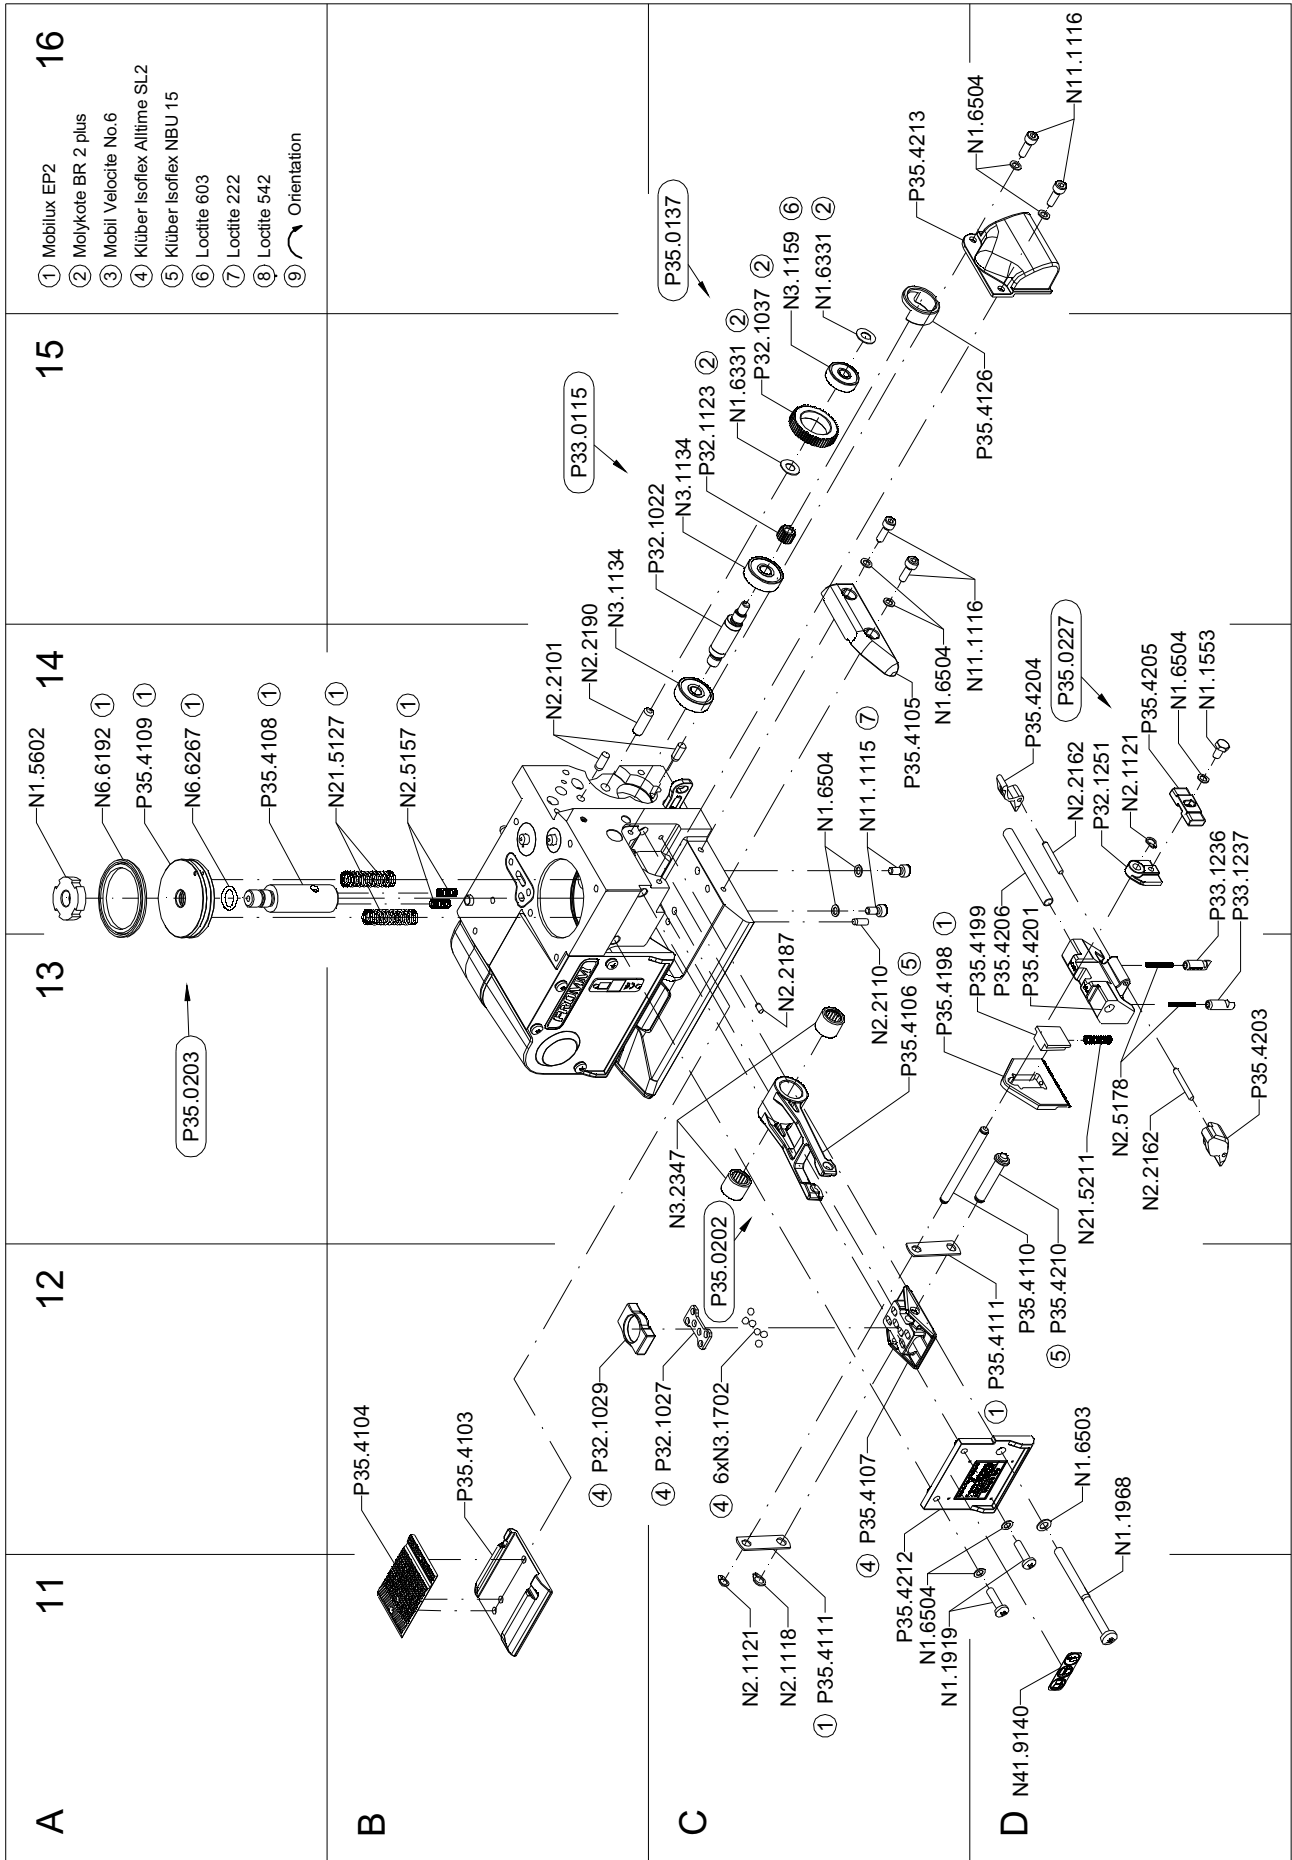 A
B
C
D
11
12
13
14
15
16
① Mobilux EP2
② Molykote BR 2 plus
③ Mobil Velocite No.6
④ Klüber Isoflex Alltime SL2
⑤ Klüber Isoflex NBU 15
⑥ Loctite 603
⑦ Loctite 222
⑧ Loctite 542
⑨ Orientation
P35.0203
N1.5602
N6.6192 ①
P35.4109 ①
N6.6267 ①
P35.4108 ①
N21.5127 ①
N2.5157 ①
P35.4104
P35.4103
④ P32.1029
④ P32.1027
④ 6xN3.1702
FROMM
N2.2101
N2.2190
N3.1134
P33.0115
P32.1022
N3.1134
P32.1123 ②
N1.6331 ②
P32.1037 ②
N3.1159 ⑥
N1.6331 ②
P35.0137
P35.4213
N1.6504
N11.1116
P35.4126
N11.1116
N1.6504
P35.4105
N1.6504
N11.1115 ⑦
N2.2187
N2.2110
P35.4106 ⑤
N3.2347
P35.0202
N2.1121
N2.1118
① P35.4111
④ P35.4107
① P35.4111
P35.4110
⑤ P35.4210
P35.4212
N1.6504
N1.1919
N41.9140
N1.6503
N1.1968
P35.4198 ①
P35.4199
P35.4206
P35.4201
N21.5211
N2.5178
N2.2162
P35.4203
P33.1236
P33.1237
P35.4204
N2.2162
P32.1251
N2.1121
P35.0227
P35.4205
N1.6504
N1.1553